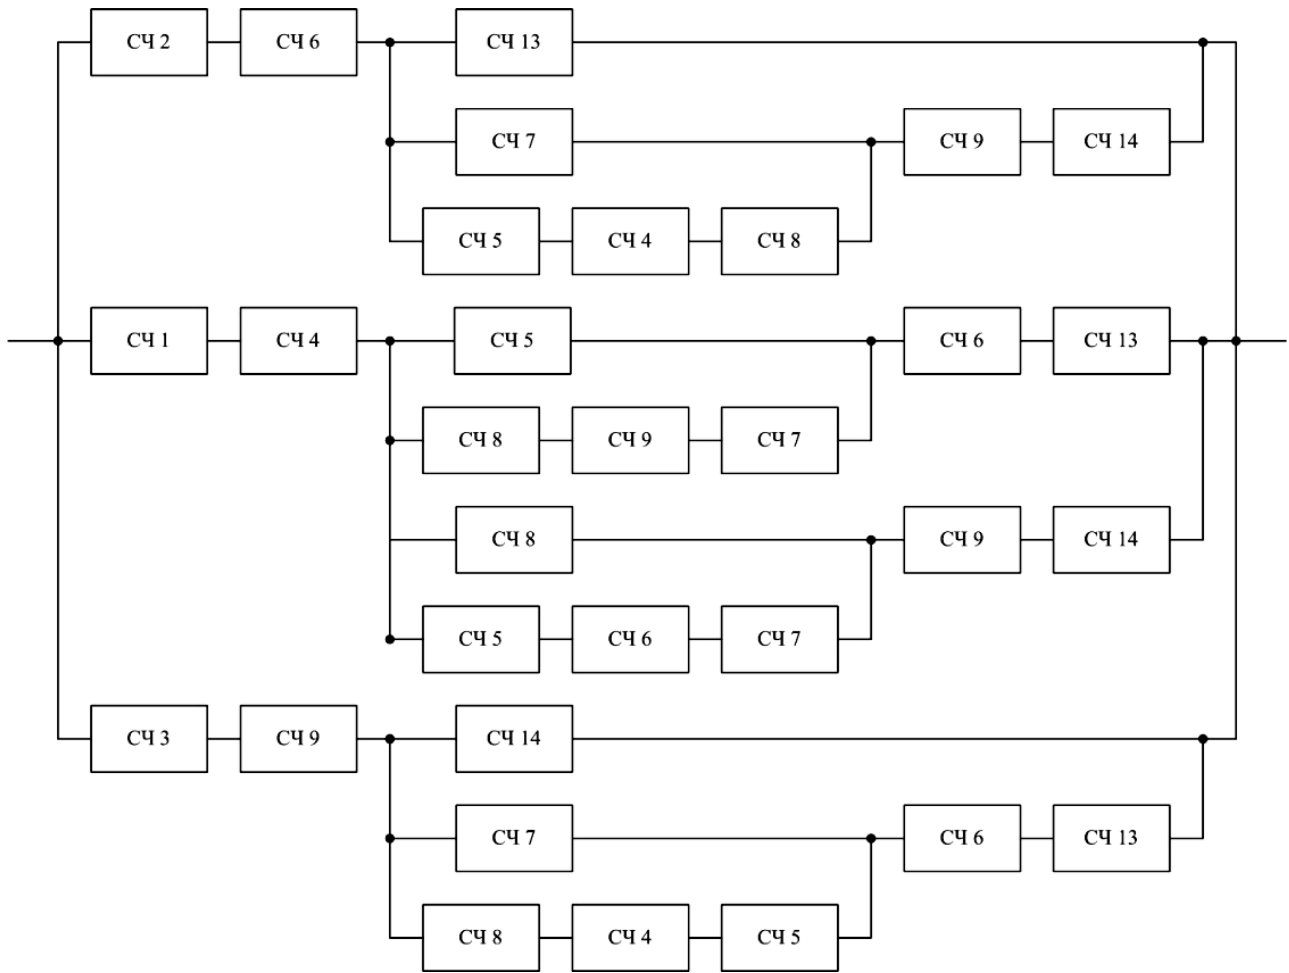 СЧ 2 СЧ 6 СЧ 13
СЧ 7 СЧ 9 СЧ 14
СЧ 5 СЧ 4 СЧ 8
СЧ 1 СЧ 4 СЧ 5 СЧ 6 СЧ 13
СЧ 8 СЧ 9 СЧ 7
СЧ 8 СЧ 9 СЧ 14
СЧ 5 СЧ 6 СЧ 7
СЧ 3 СЧ 9 СЧ 14
СЧ 7 СЧ 6 СЧ 13
СЧ 8 СЧ 4 СЧ 5